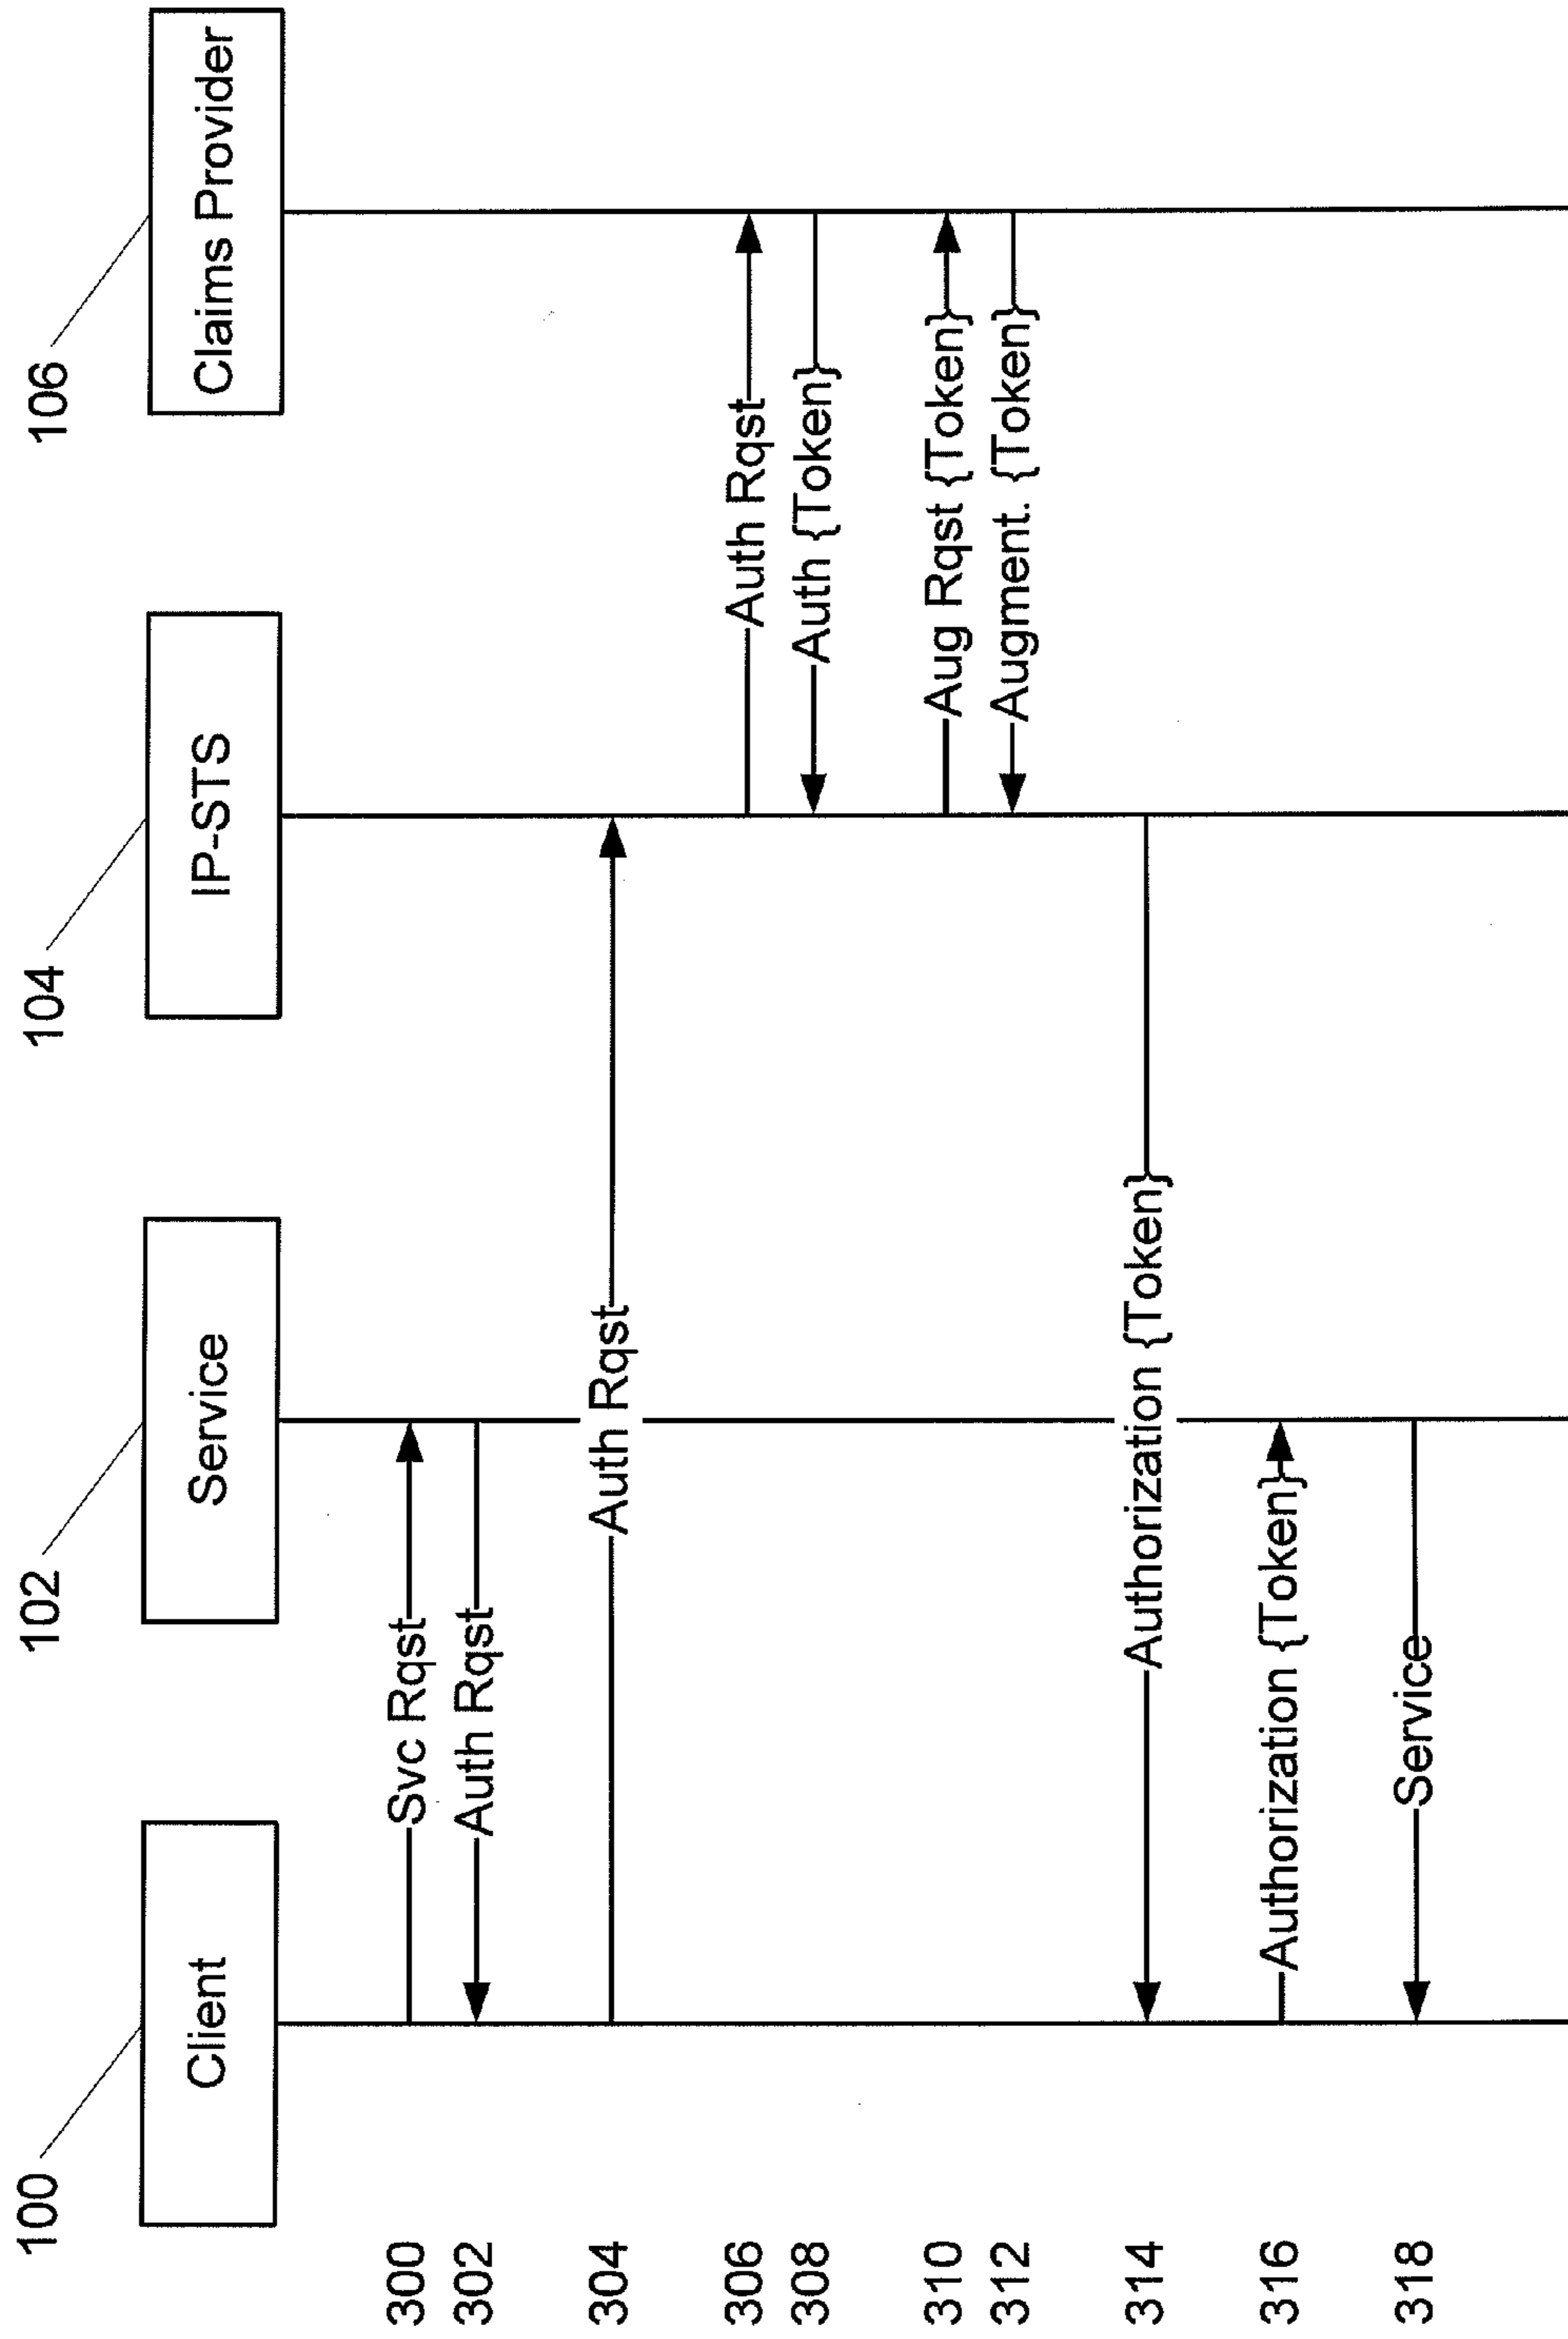 100
Client
102
Service
104
IP-STS
106
Claims Provider
300
Svc Rqst
302
Auth Rqst
304
Auth Rqst
306
Auth Rqst
308
Auth {Token}
310
Aug Rqst {Token}
312
Augment. {Token}
314
Authorization {Token}
316
Authorization {Token}
318
Service